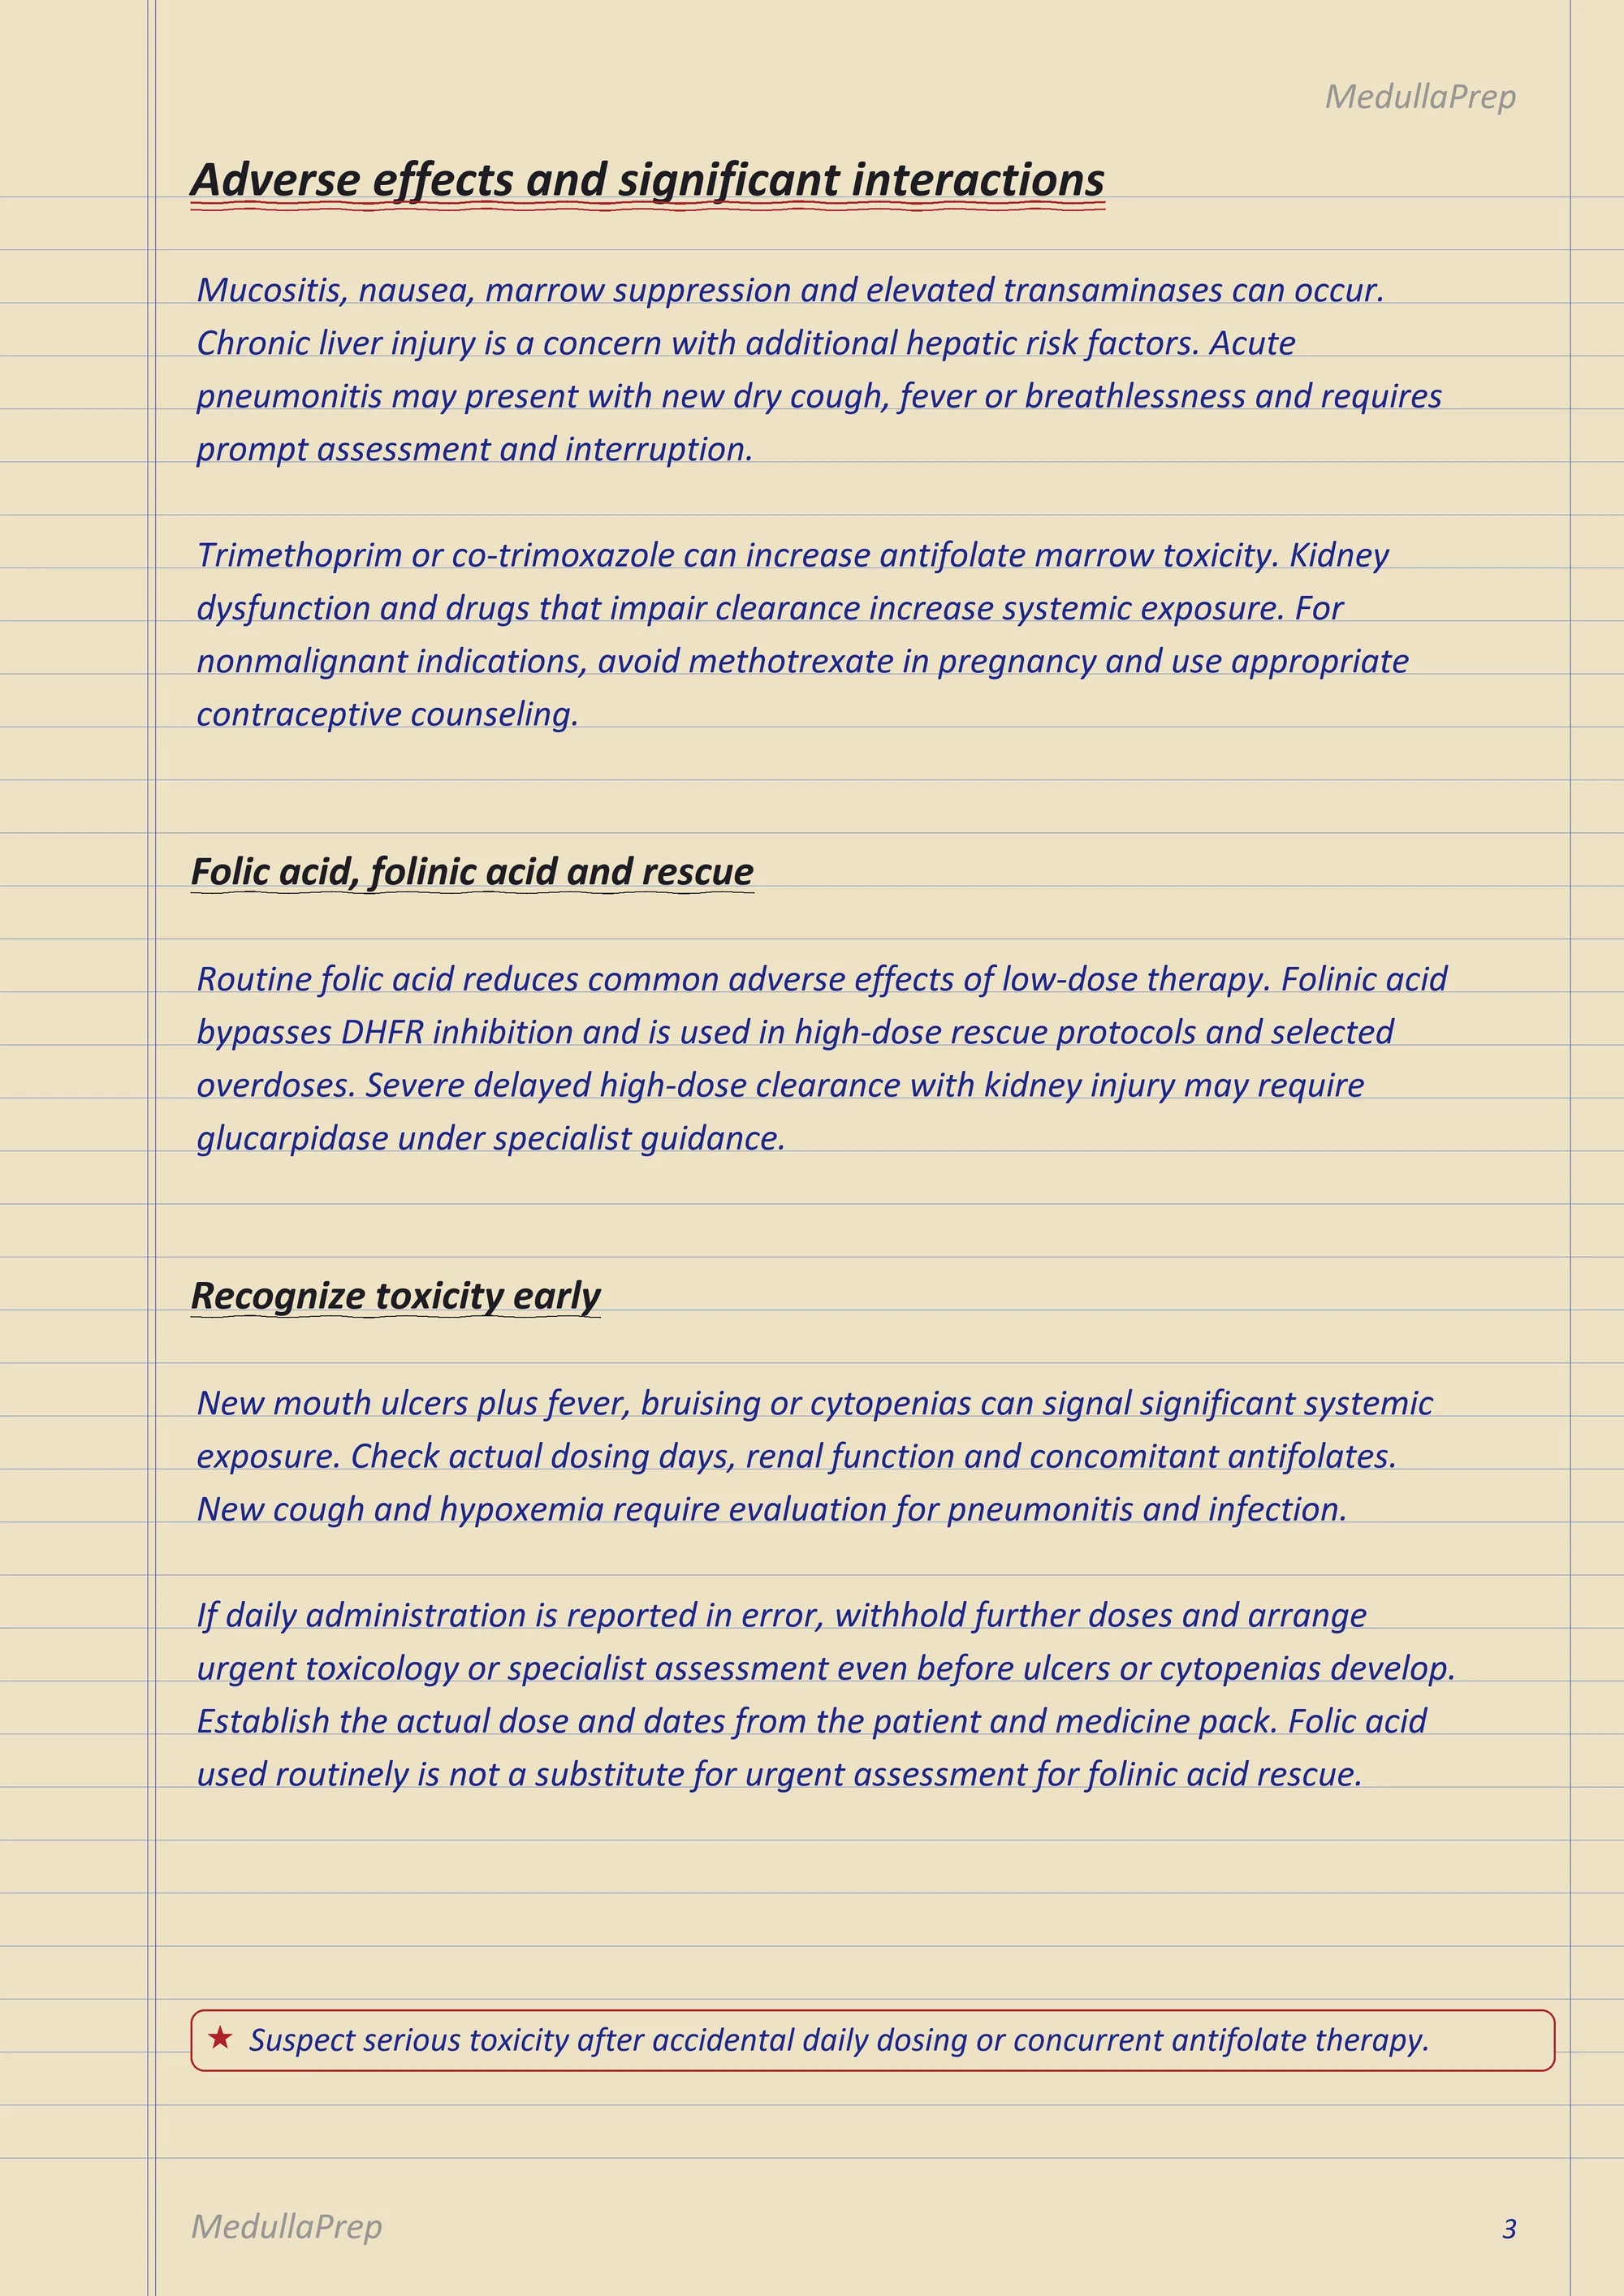 MedullaPrep
Adverse effects and significant interactions
Mucositis, nausea, marrow suppression and elevated transaminases can occur.
Chronic liver injury is a concern with additional hepatic risk factors. Acute
pneumonitis may present with new dry cough, fever or breathlessness and requires
prompt assessment and interruption.
Trimethoprim or co-trimoxazole can increase antifolate marrow toxicity. Kidney
dysfunction and drugs that impair clearance increase systemic exposure. For
nonmalignant indications, avoid methotrexate in pregnancy and use appropriate
contraceptive counseling.
Folic acid, folinic acid and rescue
Routine folic acid reduces common adverse effects of low-dose therapy. Folinic acid
bypasses DHFR inhibition and is used in high-dose rescue protocols and selected
overdoses. Severe delayed high-dose clearance with kidney injury may require
glucarpidase under specialist guidance.
Recognize toxicity early
New mouth ulcers plus fever, bruising or cytopenias can signal significant systemic
exposure. Check actual dosing days, renal function and concomitant antifolates.
New cough and hypoxemia require evaluation for pneumonitis and infection.
If daily administration is reported in error, withhold further doses and arrange
urgent toxicology or specialist assessment even before ulcers or cytopenias develop.
Establish the actual dose and dates from the patient and medicine pack. Folic acid
used routinely is not a substitute for urgent assessment for folinic acid rescue.
★ Suspect serious toxicity after accidental daily dosing or concurrent antifolate therapy.
MedullaPrep
3